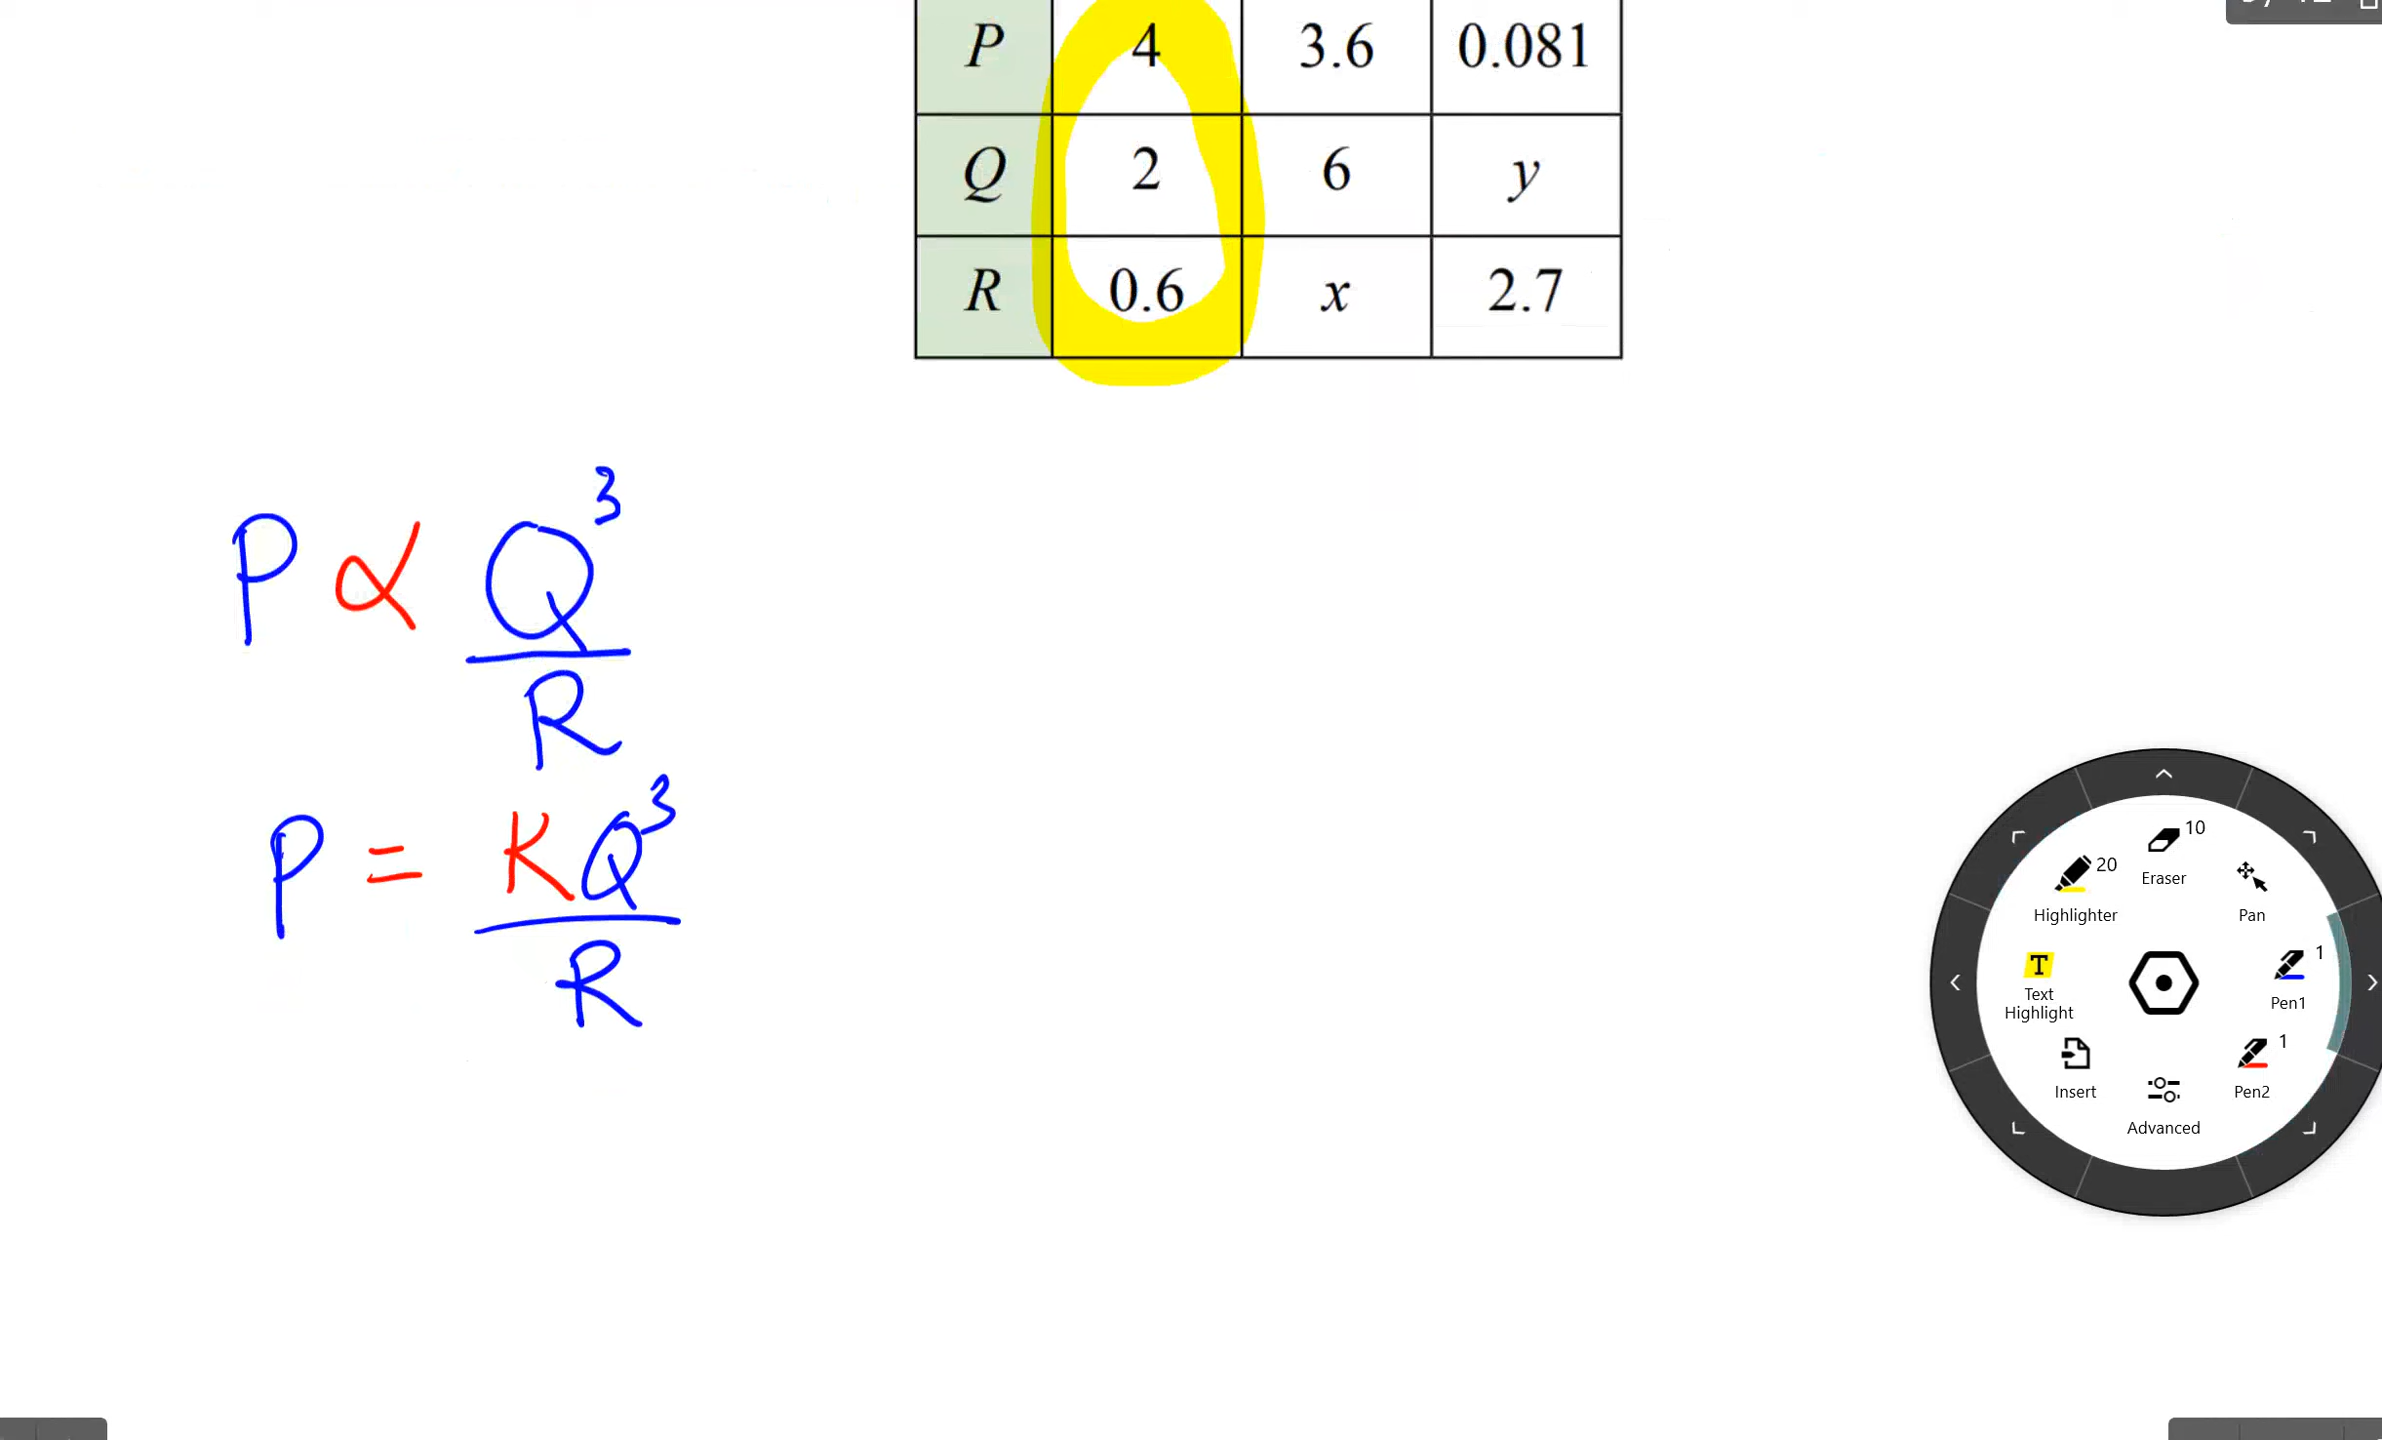 P 4 3.6 0.081
Q 2 6 y
R 0.6 x 2.7
P ∝ Q³
R
P = KQ³
R
10
Eraser
20
Highlighter
Pan
T
Text
Highlight
1
Pen1
Insert
1
Pen2
Advanced